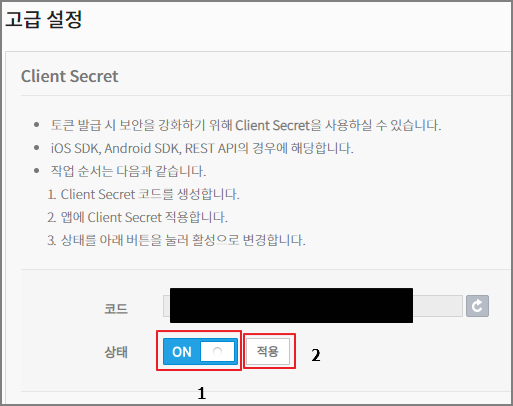 고급 설정
Client Secret
• 토큰 발급 시 보안을 강화하기 위해 Client Secret을 사용하실 수 있습니다.
• iOS SDK, Android SDK, REST API의 경우에 해당합니다.
• 작업 순서는 다음과 같습니다.
1. Client Secret 코드를 생성합니다.
2. 앱에 Client Secret 적용합니다.
3. 상태를 아래 버튼을 눌러 활성으로 변경합니다.
코드
상태 ON 적용 2
1